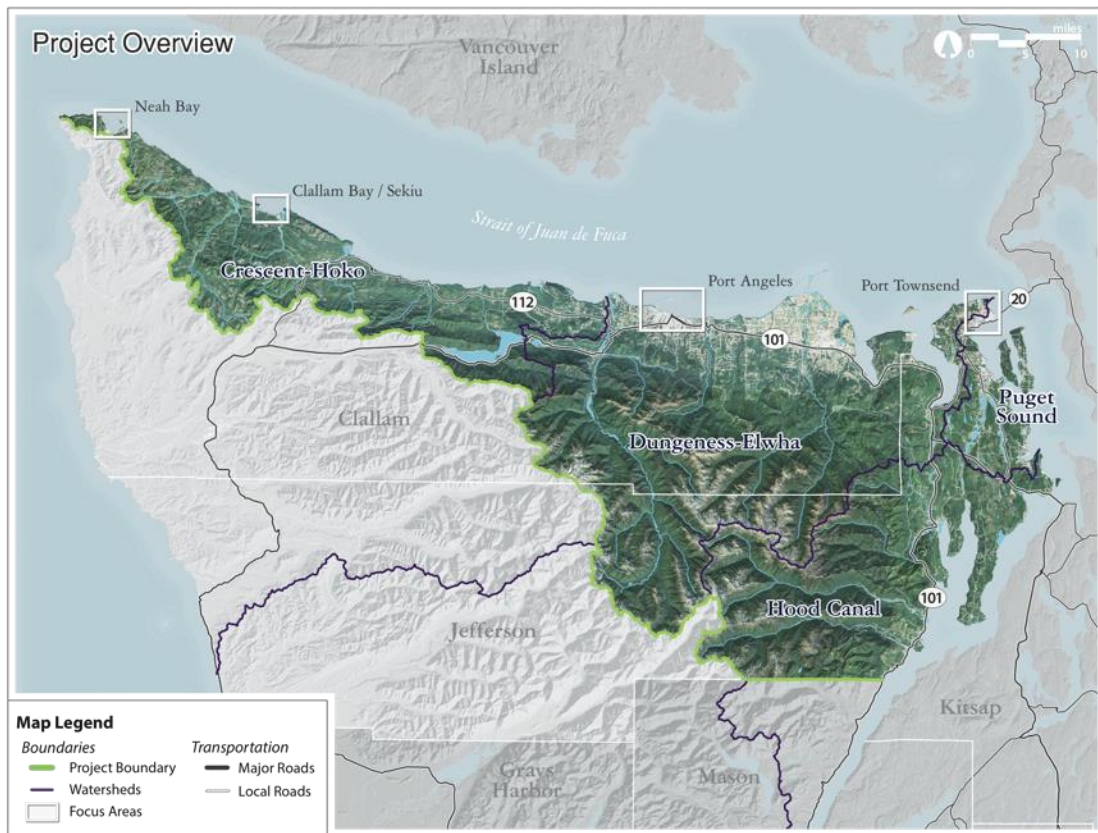 Project Overview
Vancouver
Island
miles
0 5 10
Neah Bay
Clallam Bay / Sekiu
Strait of Juan de Fuca
Crescent-Hoko
Port Angeles
Port Townsend
112
20
101
Puget
Sound
Clallam
Dungeness-Elwha
101
Hood Canal
Jefferson
Kitsap
Grays
Harbor
Mason
Map Legend
Boundaries
Project Boundary
Watersheds
Focus Areas
Transportation
Major Roads
Local Roads